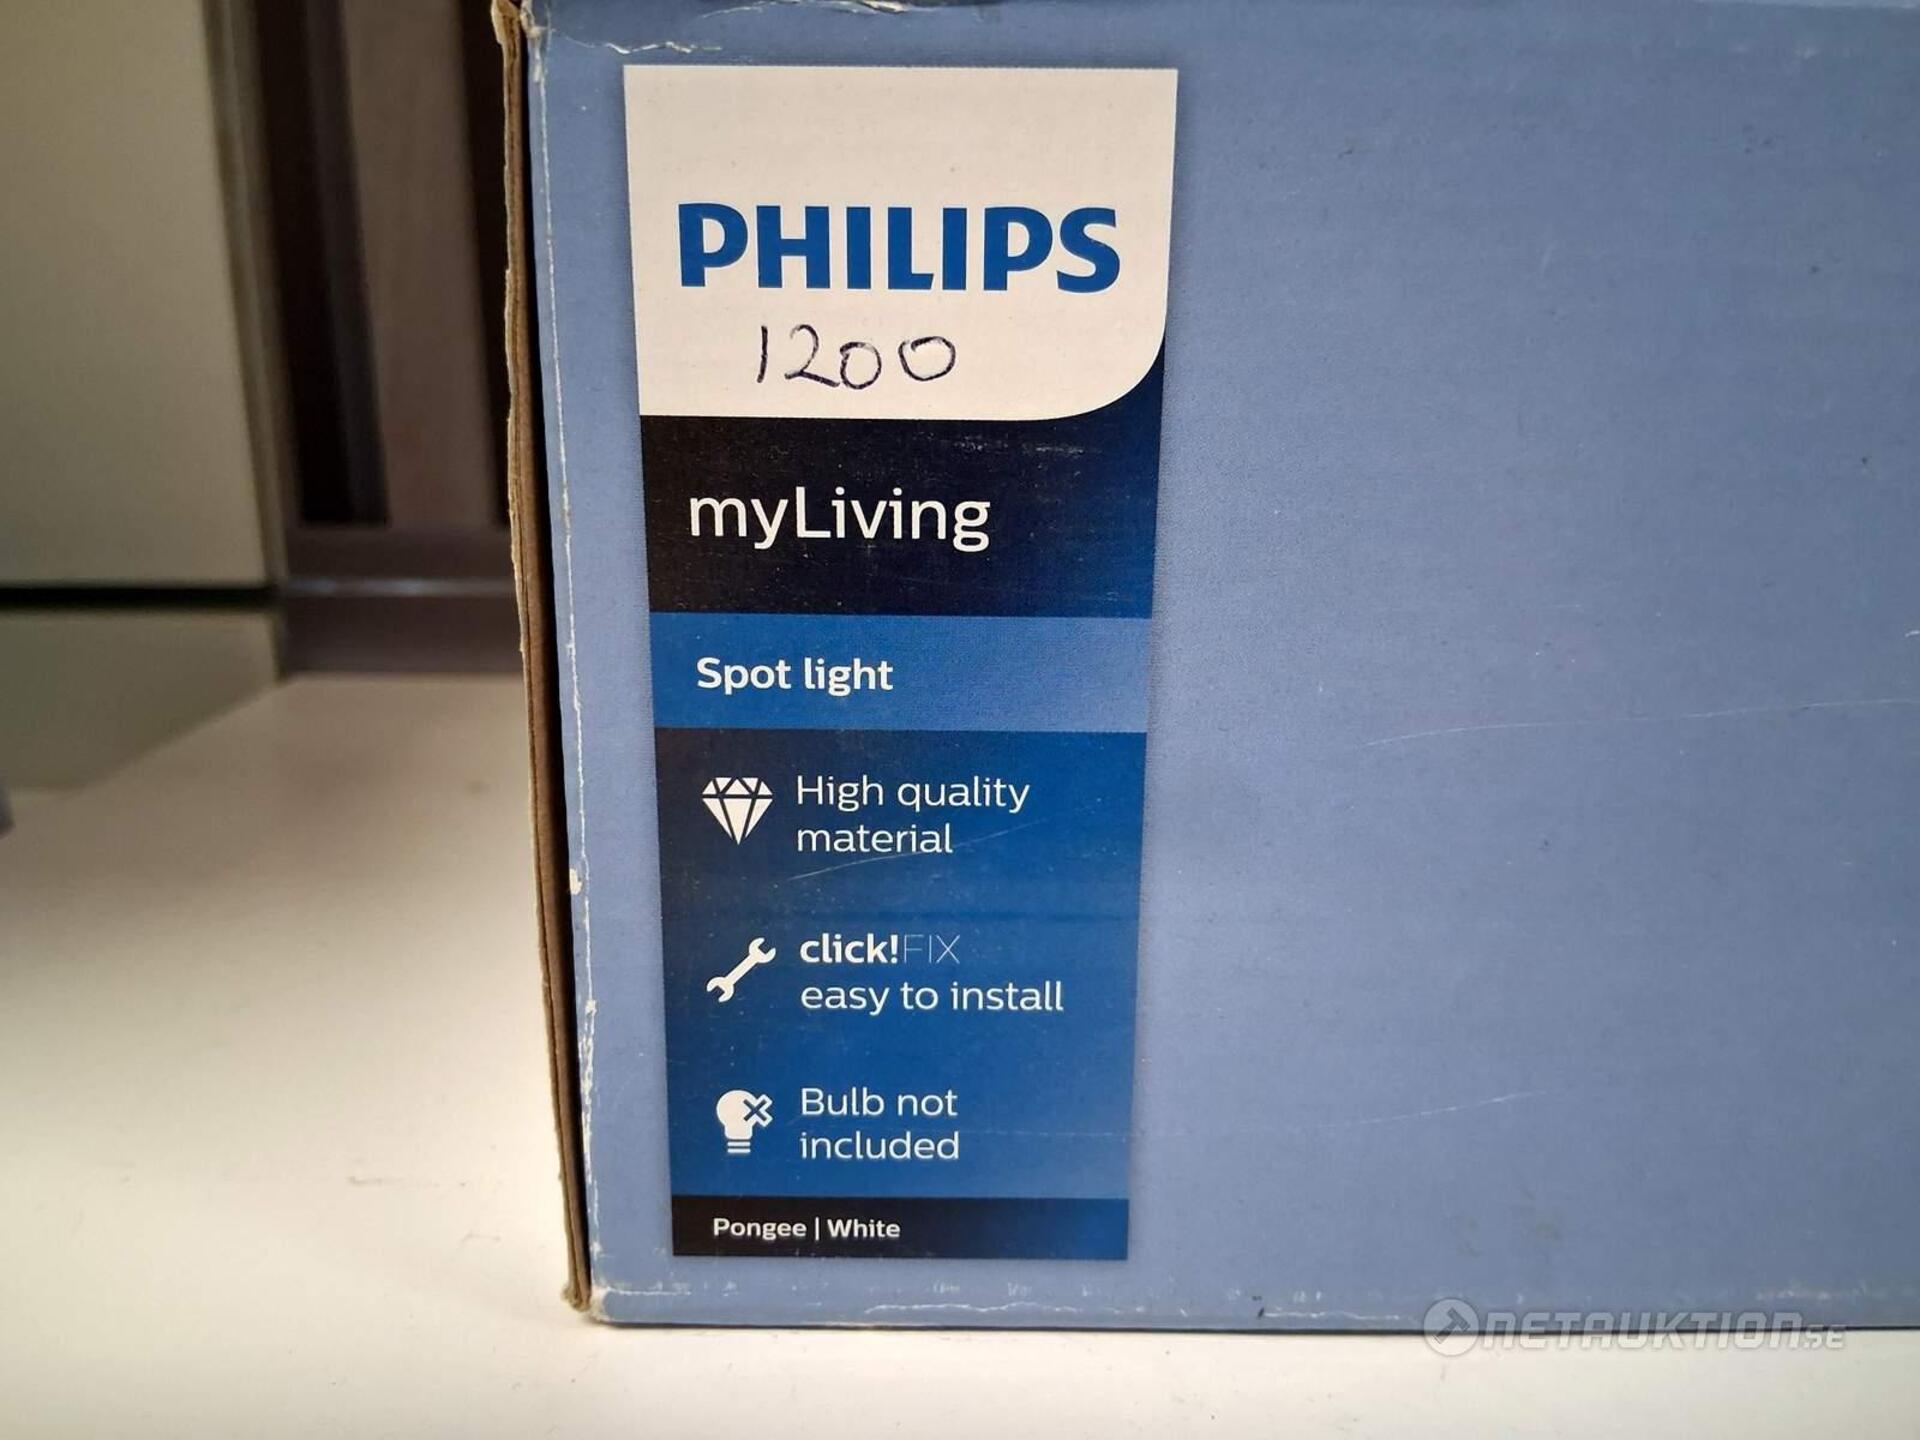 PHILIPS
1200
myLiving
Spot light
High quality
material
click!FIX
easy to install
Bulb not
included
Pongee | White
NETAUKTION.SE